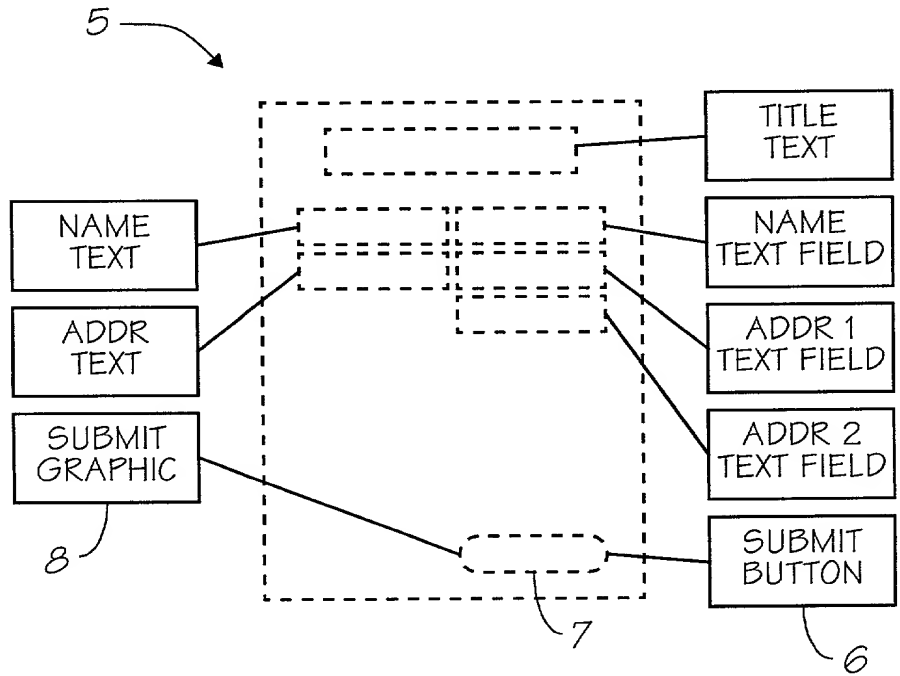 5
TITLE
TEXT
NAME
TEXT
NAME
TEXT FIELD
ADDR
TEXT
ADDR 1
TEXT FIELD
SUBMIT
GRAPHIC
ADDR 2
TEXT FIELD
SUBMIT
BUTTON
8
7
6